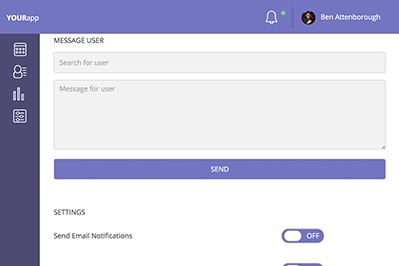 YOURapp
Ben Attenborough
MESSAGE USER
Search for user
Message for user
SEND
SETTINGS
Send Email Notifications
OFF